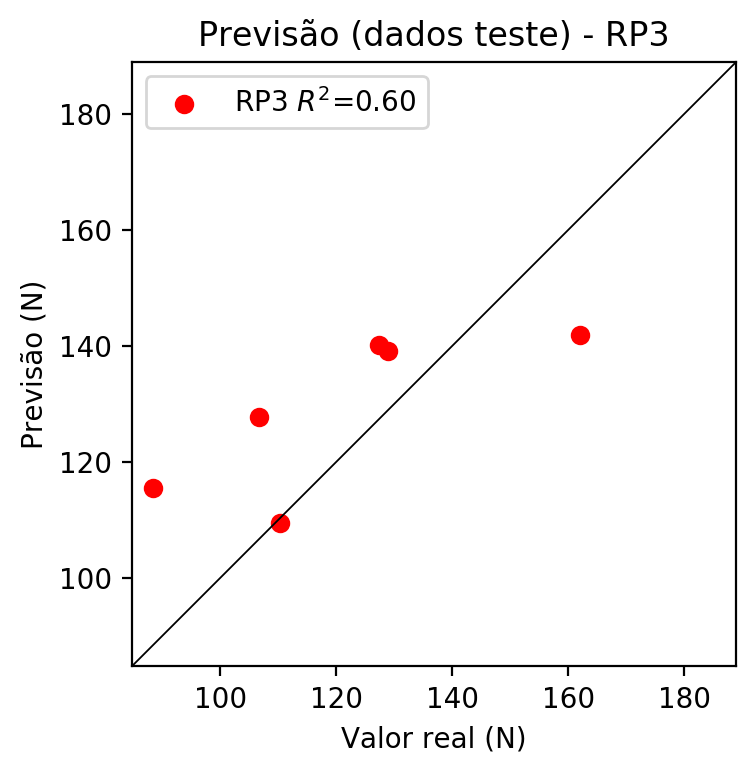 Previsão (dados teste) - RP3
RP3 R²=0.60
Previsão (N)
180
160
140
120
100
100 120 140 160 180
Valor real (N)